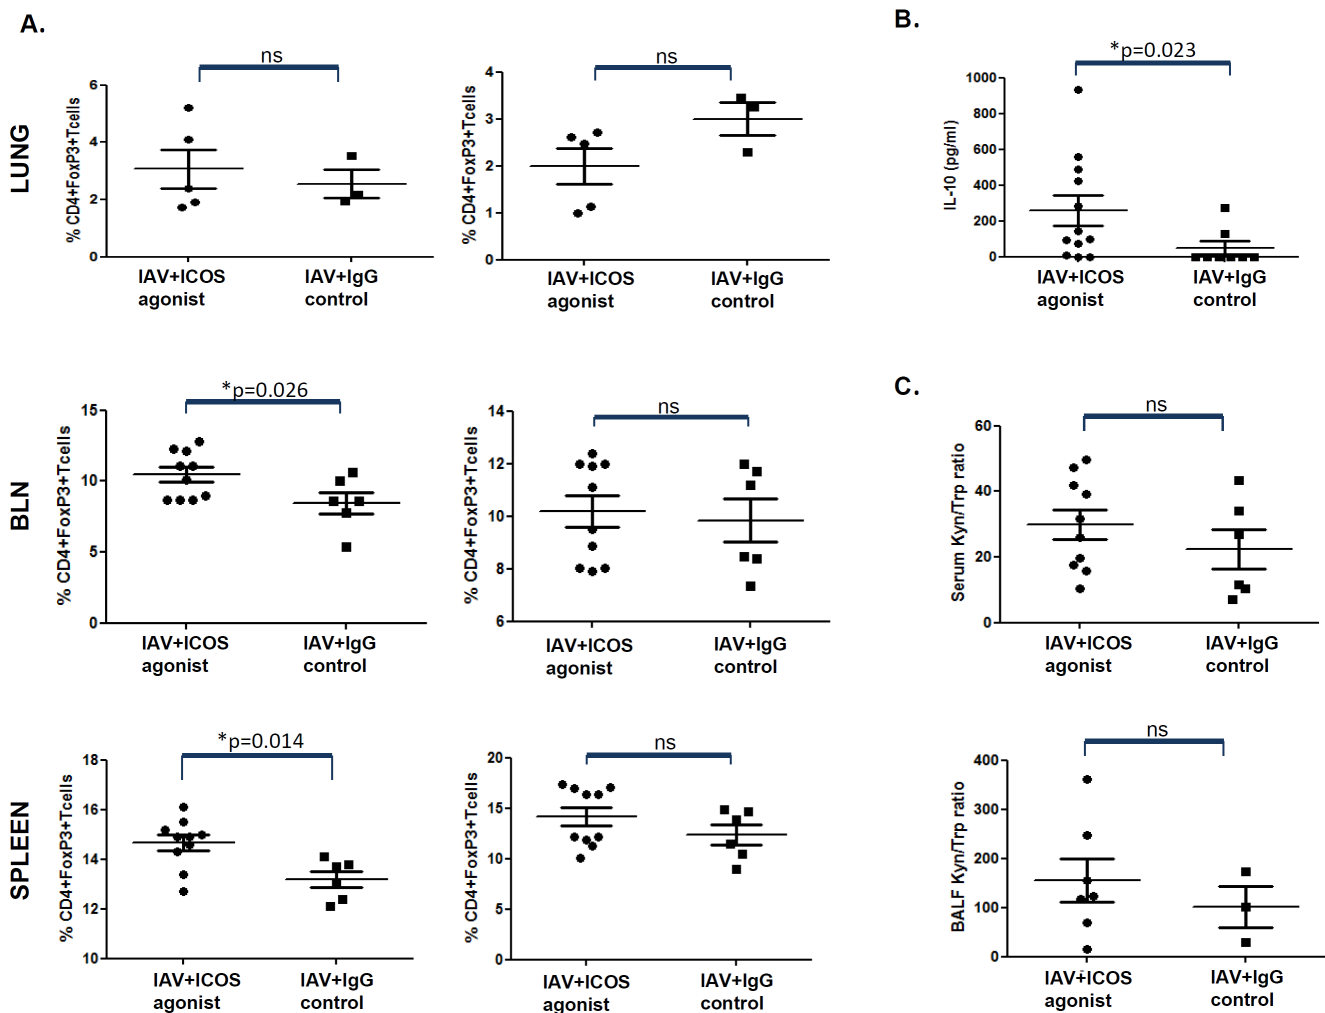 A.
LUNG
ns
% CD4+FoxP3+Tcells
6
4
2
0
IAV+ICOS
agonist
IAV+IgG
control
ns
% CD4+FoxP3+Tcells
4
3
2
1
0
IAV+ICOS
agonist
IAV+IgG
control
B.
*p=0.023
IL-10 (pg/ml)
1000
800
600
400
200
0
IAV+ICOS
agonist
IAV+IgG
control
BLN
*p=0.026
% CD4+FoxP3+Tcells
15
10
5
0
IAV+ICOS
agonist
IAV+IgG
control
ns
% CD4+FoxP3+Tcells
14
12
10
8
6
IAV+ICOS
agonist
IAV+IgG
control
C.
ns
Serum Kyn/Trp ratio
60
40
20
0
IAV+ICOS
agonist
IAV+IgG
control
SPLEEN
*p=0.014
% CD4+FoxP3+Tcells
18
16
14
12
10
IAV+ICOS
agonist
IAV+IgG
control
ns
% CD4+FoxP3+Tcells
20
15
10
5
0
IAV+ICOS
agonist
IAV+IgG
control
ns
BALF Kyn/Trp ratio
400
300
200
100
0
IAV+ICOS
agonist
IAV+IgG
control